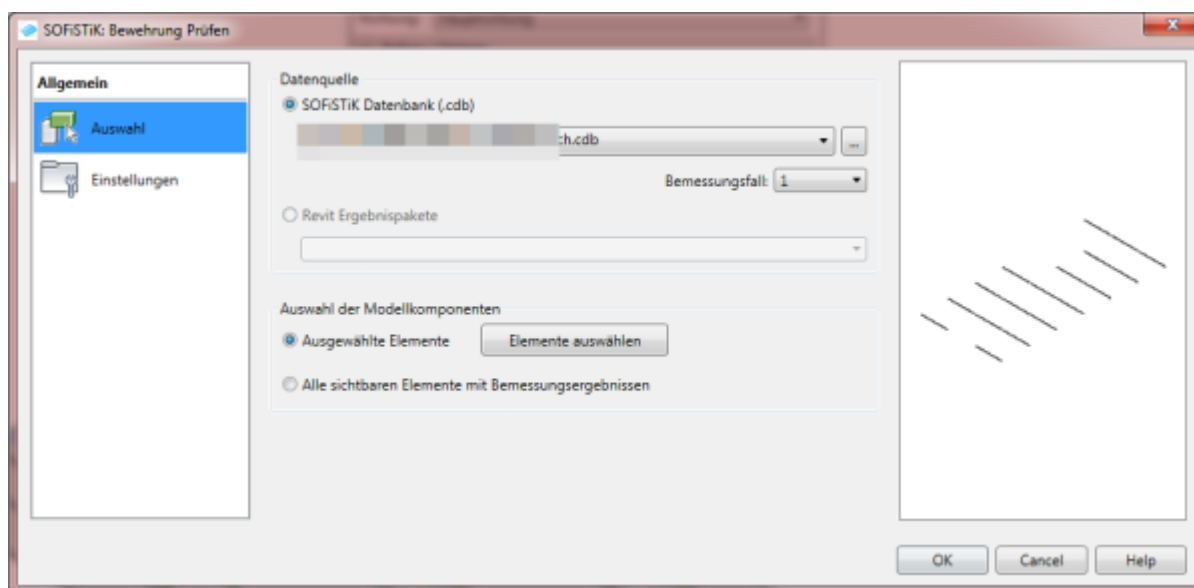 SOFiSTiK: Bewehrung Prüfen
Allgemein
Auswahl
Einstellungen
Datenquelle
SOFiSTiK Datenbank (.cdb)
ch.cdb
...
Bemessungsfall: 1
Revit Ergebnispakete
Auswahl der Modellkomponenten
Ausgewählte Elemente
Elemente auswählen
Alle sichtbaren Elemente mit Bemessungsergebnissen
OK
Cancel
Help